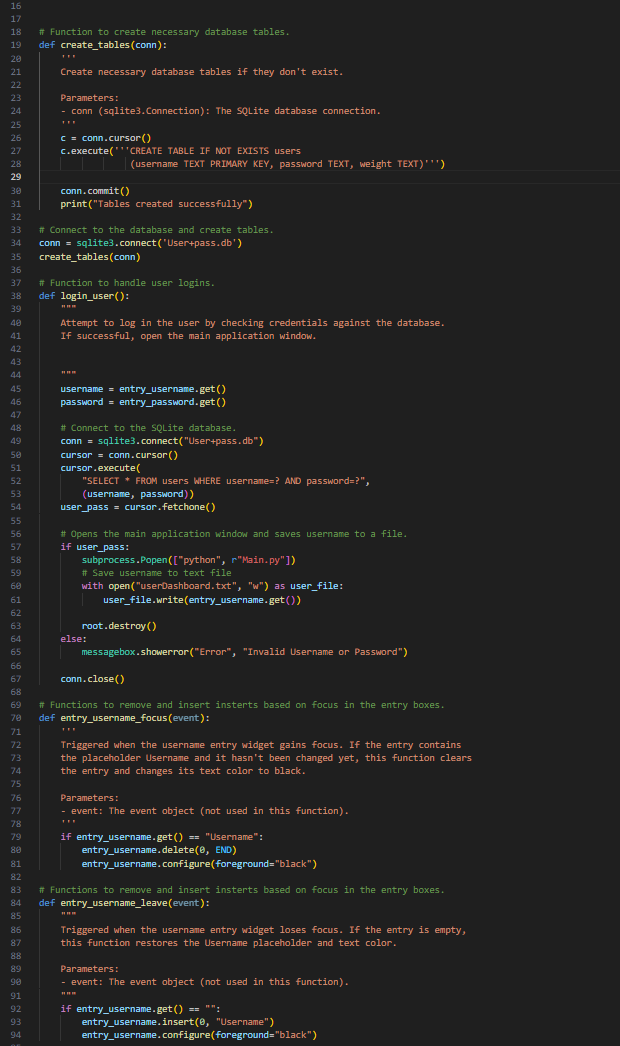 16
17
18 # Function to create necessary database tables.
19 def create_tables(conn):
20     '''
21     Create necessary database tables if they don't exist.
22
23     Parameters:
24     - conn (sqlite3.Connection): The SQLite database connection.
25     '''
26     c = conn.cursor()
27     c.execute('''CREATE TABLE IF NOT EXISTS users
28                  (username TEXT PRIMARY KEY, password TEXT, weight TEXT)''')
29
30     conn.commit()
31     print("Tables created successfully")
32
33 # Connect to the database and create tables.
34 conn = sqlite3.connect('User+pass.db')
35 create_tables(conn)
36
37 # Function to handle user logins.
38 def login_user():
39     """
40     Attempt to log in the user by checking credentials against the database.
41     If successful, open the main application window.
42
43
44     """
45     username = entry_username.get()
46     password = entry_password.get()
47
48     # Connect to the SQLite database.
49     conn = sqlite3.connect("User+pass.db")
50     cursor = conn.cursor()
51     cursor.execute(
52         "SELECT * FROM users WHERE username=? AND password=?",
53         (username, password))
54     user_pass = cursor.fetchone()
55
56     # Opens the main application window and saves username to a file.
57     if user_pass:
58         subprocess.Popen(["python", r"Main.py"])
59         # Save username to text file
60         with open("userDashboard.txt", "w") as user_file:
61             user_file.write(entry_username.get())
62
63         root.destroy()
64     else:
65         messagebox.showerror("Error", "Invalid Username or Password")
66
67     conn.close()
68
69 # Functions to remove and insert insterts based on focus in the entry boxes.
70 def entry_username_focus(event):
71     '''
72     Triggered when the username entry widget gains focus. If the entry contains
73     the placeholder Username and it hasn't been changed yet, this function clears
74     the entry and changes its text color to black.
75
76     Parameters:
77     - event: The event object (not used in this function).
78     '''
79     if entry_username.get() == "Username":
80         entry_username.delete(0, END)
81         entry_username.configure(foreground="black")
82
83 # Functions to remove and insert insterts based on focus in the entry boxes.
84 def entry_username_leave(event):
85     """
86     Triggered when the username entry widget loses focus. If the entry is empty,
87     this function restores the Username placeholder and text color.
88
89     Parameters:
90     - event: The event object (not used in this function).
91     """
92     if entry_username.get() == "":
93         entry_username.insert(0, "Username")
94         entry_username.configure(foreground="black")